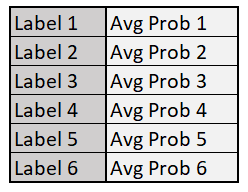 Label 1 Avg Prob 1
Label 2 Avg Prob 2
Label 3 Avg Prob 3
Label 4 Avg Prob 4
Label 5 Avg Prob 5
Label 6 Avg Prob 6